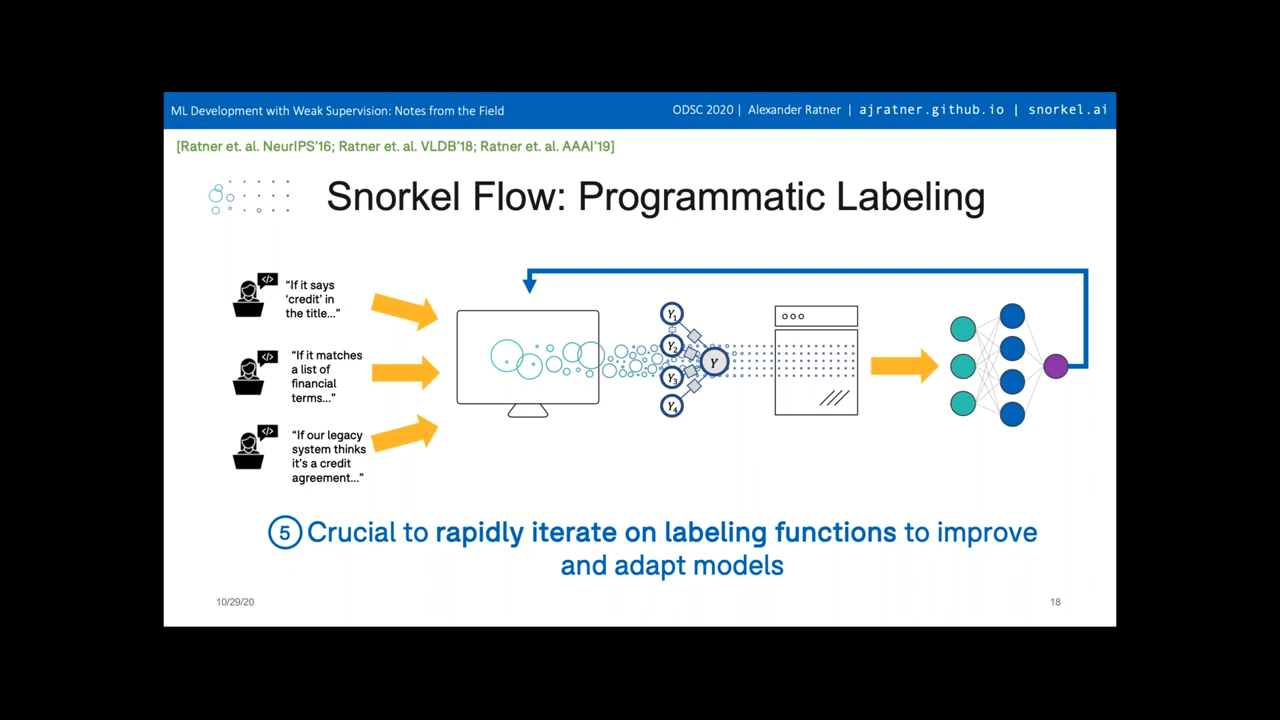 ML Development with Weak Supervision: Notes from the Field
ODSC 2020 | Alexander Ratner | ajratner.github.io | snorkel.ai
[Ratner et. al. NeurIPS'16; Ratner et. al. VLDB'18; Ratner et. al. AAAI'19]
Snorkel Flow: Programmatic Labeling
</>
“If it says
‘credit’ in
the title...”
</>
“If it matches
a list of
financial
terms...”
</>
“If our legacy
system thinks
it's a credit
agreement...”
Y1
Y2
Y3
Y4
Y
5 Crucial to rapidly iterate on labeling functions to improve
and adapt models
10/29/20
18